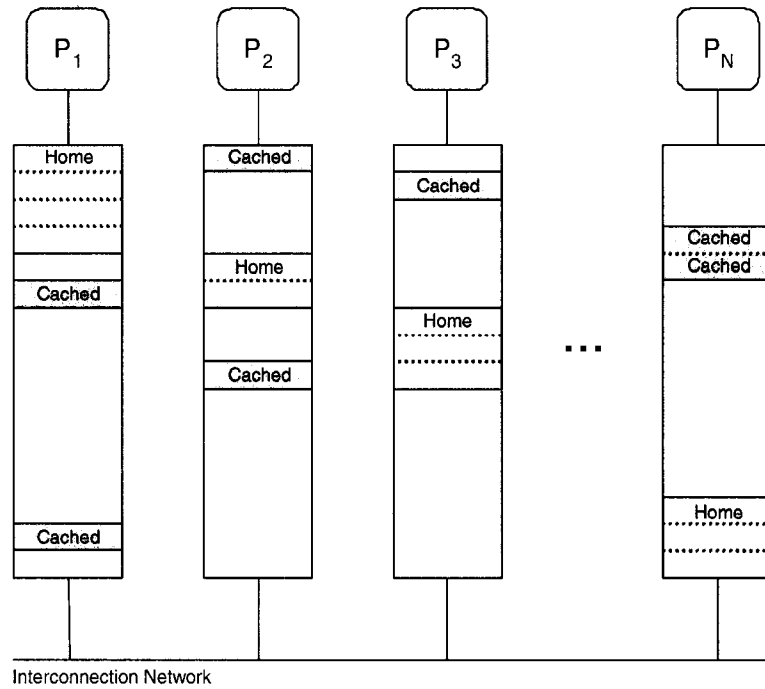 P1 P2 P3 PN
Home Cached
Cached
Cached
Cached
Home
Cached
Home
...
Cached
Home
Cached
Interconnection Network